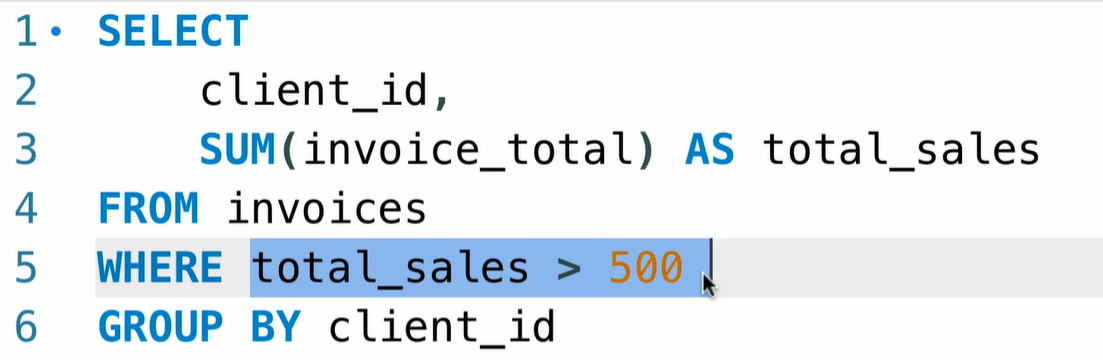 1 SELECT
2 client_id,
3 SUM(invoice_total) AS total_sales
4 FROM invoices
5 WHERE total_sales > 500
6 GROUP BY client_id